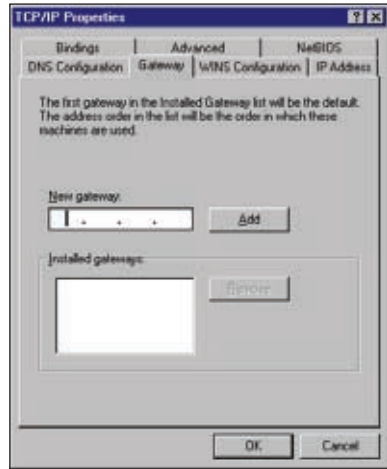 TCP/IP Properties
Bindings Advanced NetBIOS
DNS Configuration Gateway WINS Configuration IP Address
The first gateway in the Installed Gateway list will be the default.
The address order in the list will be the order in which these
machines are used.
New gateway:
. . .
Add
Installed gateways:
Remove
OK Cancel